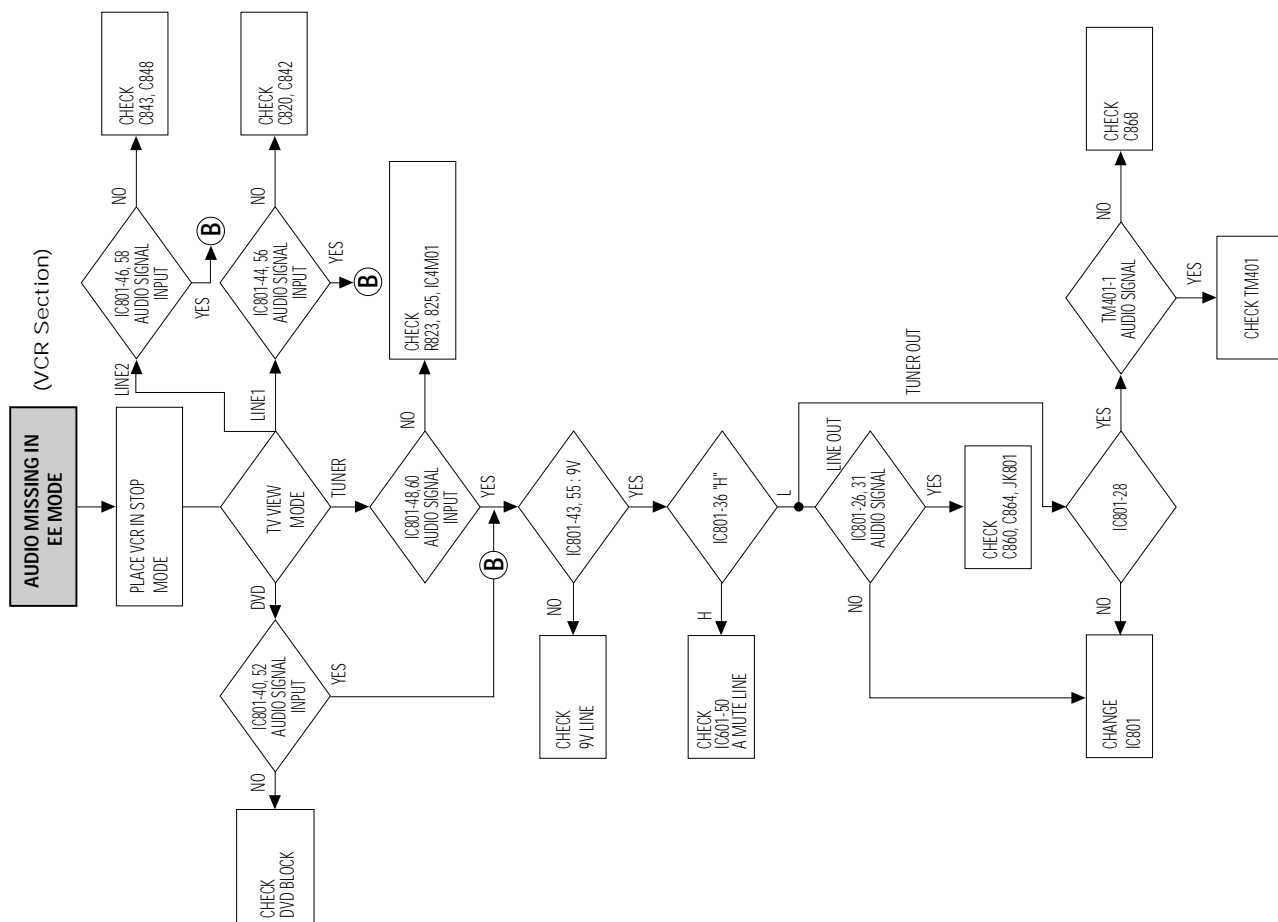 (VCR Section)
AUDIO MISSING IN
EE MODE
PLACE VCR IN STOP
MODE
TV VIEW
MODE
LINE2
IC801-46, 58
AUDIO SIGNAL
INPUT
NO
CHECK
C843, C848
YES
B
LINE1
IC801-44, 56
AUDIO SIGNAL
INPUT
NO
CHECK
C820, C842
YES
B
DVD
IC801-40, 52
AUDIO SIGNAL
INPUT
NO
CHECK
DVD BLOCK
YES
TUNER
IC801-48,60
AUDIO SIGNAL
INPUT
NO
CHECK
R823, 825, IC4M01
YES
B
IC801-43, 55 : 9V
NO
CHECK
9V LINE
YES
IC801-36 "H"
H
CHECK
IC601-50
A MUTE LINE
L
LINE OUT
TUNER OUT
IC801-26, 31
AUDIO SIGNAL
NO
YES
CHECK
C860, C864, JK801
IC801-28
NO
CHANGE
IC801
YES
TM401-1
AUDIO SIGNAL
NO
CHECK
C868
YES
CHECK TM401